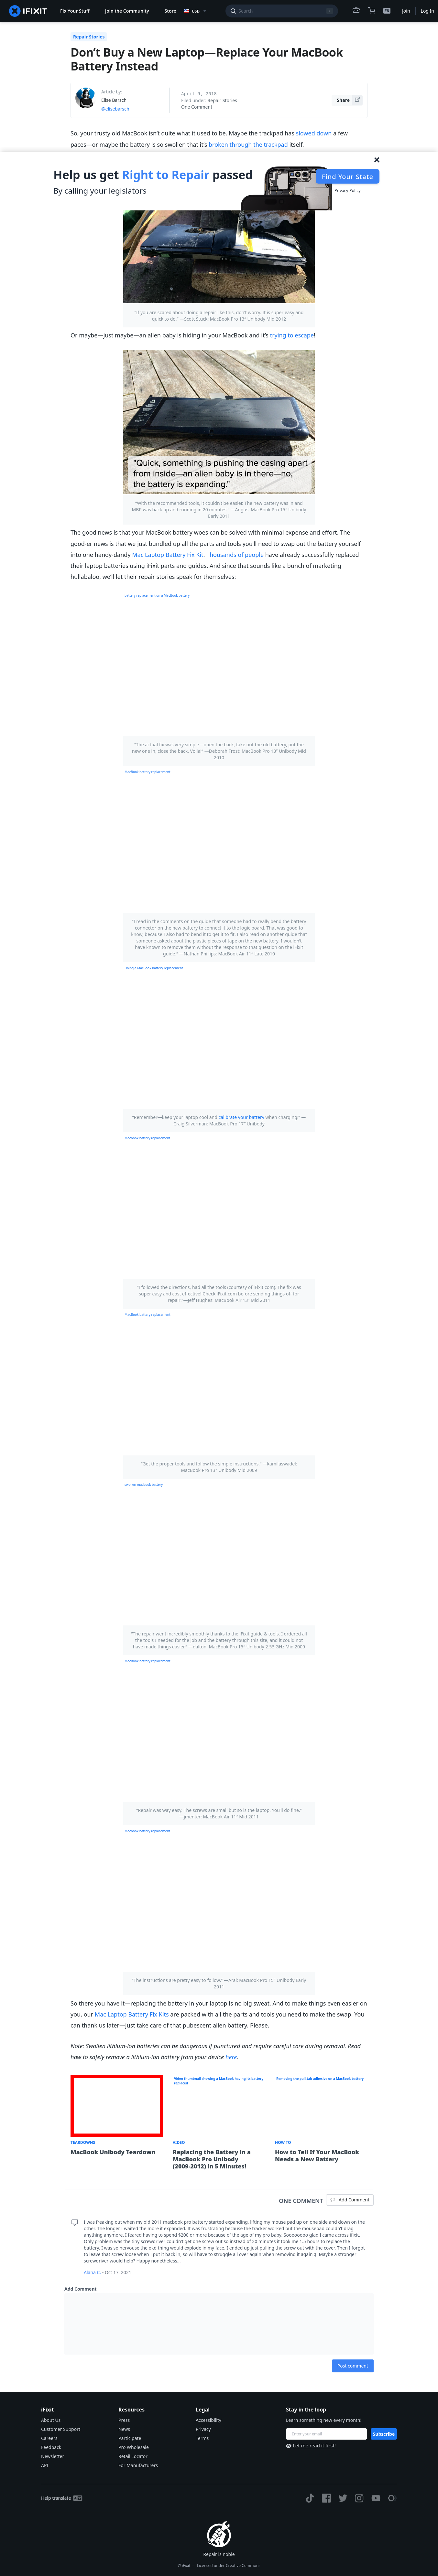 IFIXIT
Fix Your Stuff
Join the Community
Store
USD
Search
EN
Join
Log In
Repair Stories
Don’t Buy a New Laptop—Replace Your MacBook
Battery Instead
Article by:
Elise Barsch
@elisebarsch
April 9, 2018
Filed under: Repair Stories
One Comment
Share
So, your trusty old MacBook isn’t quite what it used to be. Maybe the trackpad has slowed down a few
paces—or maybe the battery is so swollen that it’s broken through the trackpad itself.
Help us get Right to Repair passed
By calling your legislators
Find Your State
Privacy Policy
“If you are scared about doing a repair like this, don’t worry. It is super easy and
quick to do.” —Scott Stuck: MacBook Pro 13″ Unibody Mid 2012
Or maybe—just maybe—an alien baby is hiding in your MacBook and it’s trying to escape!
"Quick, something is pushing the casing apart
from inside—an alien baby is in there—no,
the battery is expanding."
“With the recommended tools, it couldn’t be easier. The new battery was in and
MBP was back up and running in 20 minutes.” —Angus: MacBook Pro 15″ Unibody
Early 2011
The good news is that your MacBook battery woes can be solved with minimal expense and effort. The
even more good-er news is that we just bundled up all the parts and tools you’ll need to swap out the battery yourself
into one handy-dandy Mac Laptop Battery Fix Kit. Thousands of people have already successfully replaced
their laptop batteries using iFixit parts and guides. And since that sounds like a bunch of marketing
hullabaloo, we’ll let their repair stories speak for themselves:
battery replacement on a MacBook battery
“The actual fix was very simple—open the back, take out the old battery, put the
new one in, close the back. Voilà!” —Deborah Frost: MacBook Pro 13″ Unibody Mid
2010
MacBook battery replacement
“I read in the comments on the guide that someone had to really bend the battery
connector on the new battery to connect it to the logic board. That was good to
know, because I also had to bend it to get it to fit. I also read on another guide that
someone asked about the plastic pieces of tape on the new battery. I wouldn’t
have known to remove them without the response to that question on the iFixit
guide.” —Nathan Phillips: MacBook Air 11″ Late 2010
Doing a MacBook battery replacement
“Remember—keep your laptop cool and calibrate your battery when charging!” —
Craig Silverman: MacBook Pro 17″ Unibody
Macbook battery replacement
“I followed the directions, had all the tools (courtesy of iFixit.com). The fix was
super easy and cost effective! Check iFixit.com before sending things off for
repair!”—Jeff Hughes: MacBook Air 13″ Mid 2011
MacBook battery replacement
“Get the proper tools and follow the simple instructions.” —kamilaxwadel:
MacBook Pro 13″ Unibody Mid 2009
swollen macbook battery
“The repair went incredibly smoothly thanks to the iFixit guide & tools. I ordered all
the tools I needed for the job and the battery through this site, and it could not
have made things easier.” —dalton: MacBook Pro 15″ Unibody 2.53 GHz Mid 2009
MacBook battery replacement
“Repair was way easy. The screws are small but so is the laptop. You’ll do fine.”
—jmenter: MacBook Air 11″ Mid 2011
Macbook battery replacement
“The instructions are pretty easy to follow.” —Aral: MacBook Pro 15″ Unibody Early
2011
So there you have it—replacing the battery in your laptop is no big sweat. And to make things even easier on
you, our Mac Laptop Battery Fix Kits are packed with all the parts and tools you need to make the swap. You
can thank us later—just take care of that pubescent alien battery. Please.
Note: Swollen lithium-ion batteries can be dangerous if punctured and require careful care during removal. Read
how to safely remove a lithium-ion battery from your device here.
Video thumbnail showing a MacBook having its battery
replaced
Removing the pull-tab adhesive on a MacBook battery.
TEARDOWNS
MacBook Unibody Teardown
VIDEO
Replacing the Battery in a
MacBook Pro Unibody
(2009-2012) in 5 Minutes!
HOW TO
How to Tell If Your MacBook
Needs a New Battery
ONE COMMENT
Add Comment
I was freaking out when my old 2011 macbook pro battery started expanding, lifting my mouse pad up on one side and down on the
other. The longer I waited the more it expanded. It was frustrating because the tracker worked but the mousepad couldn’t drag
anything anymore. I feared having to spend $200 or more because of the age of my pro baby. Sooooooo glad I came across ifixit.
Only problem was the tiny screwdriver couldn’t get one screw out so instead of 20 minutes it took me 1.5 hours to replace the
battery. I was so nervouse the old thing would explode in my face. I ended up just pulling the screw out with the cover. Then I forgot
to leave that screw loose when I put it back in, so will have to struggle all over again when removing it again :(. Maybe a stronger
screwdriver would help? Happy nonetheless…
Alana C. - Oct 17, 2021
Add Comment
Post comment
iFixit
About Us
Customer Support
Careers
Feedback
Newsletter
API
Resources
Press
News
Participate
Pro Wholesale
Retail Locator
For Manufacturers
Legal
Accessibility
Privacy
Terms
Stay in the loop
Learn something new every month!
Enter your email
Subscribe
Let me read it first!
Help translate
Repair is noble
© iFixit — Licensed under Creative Commons